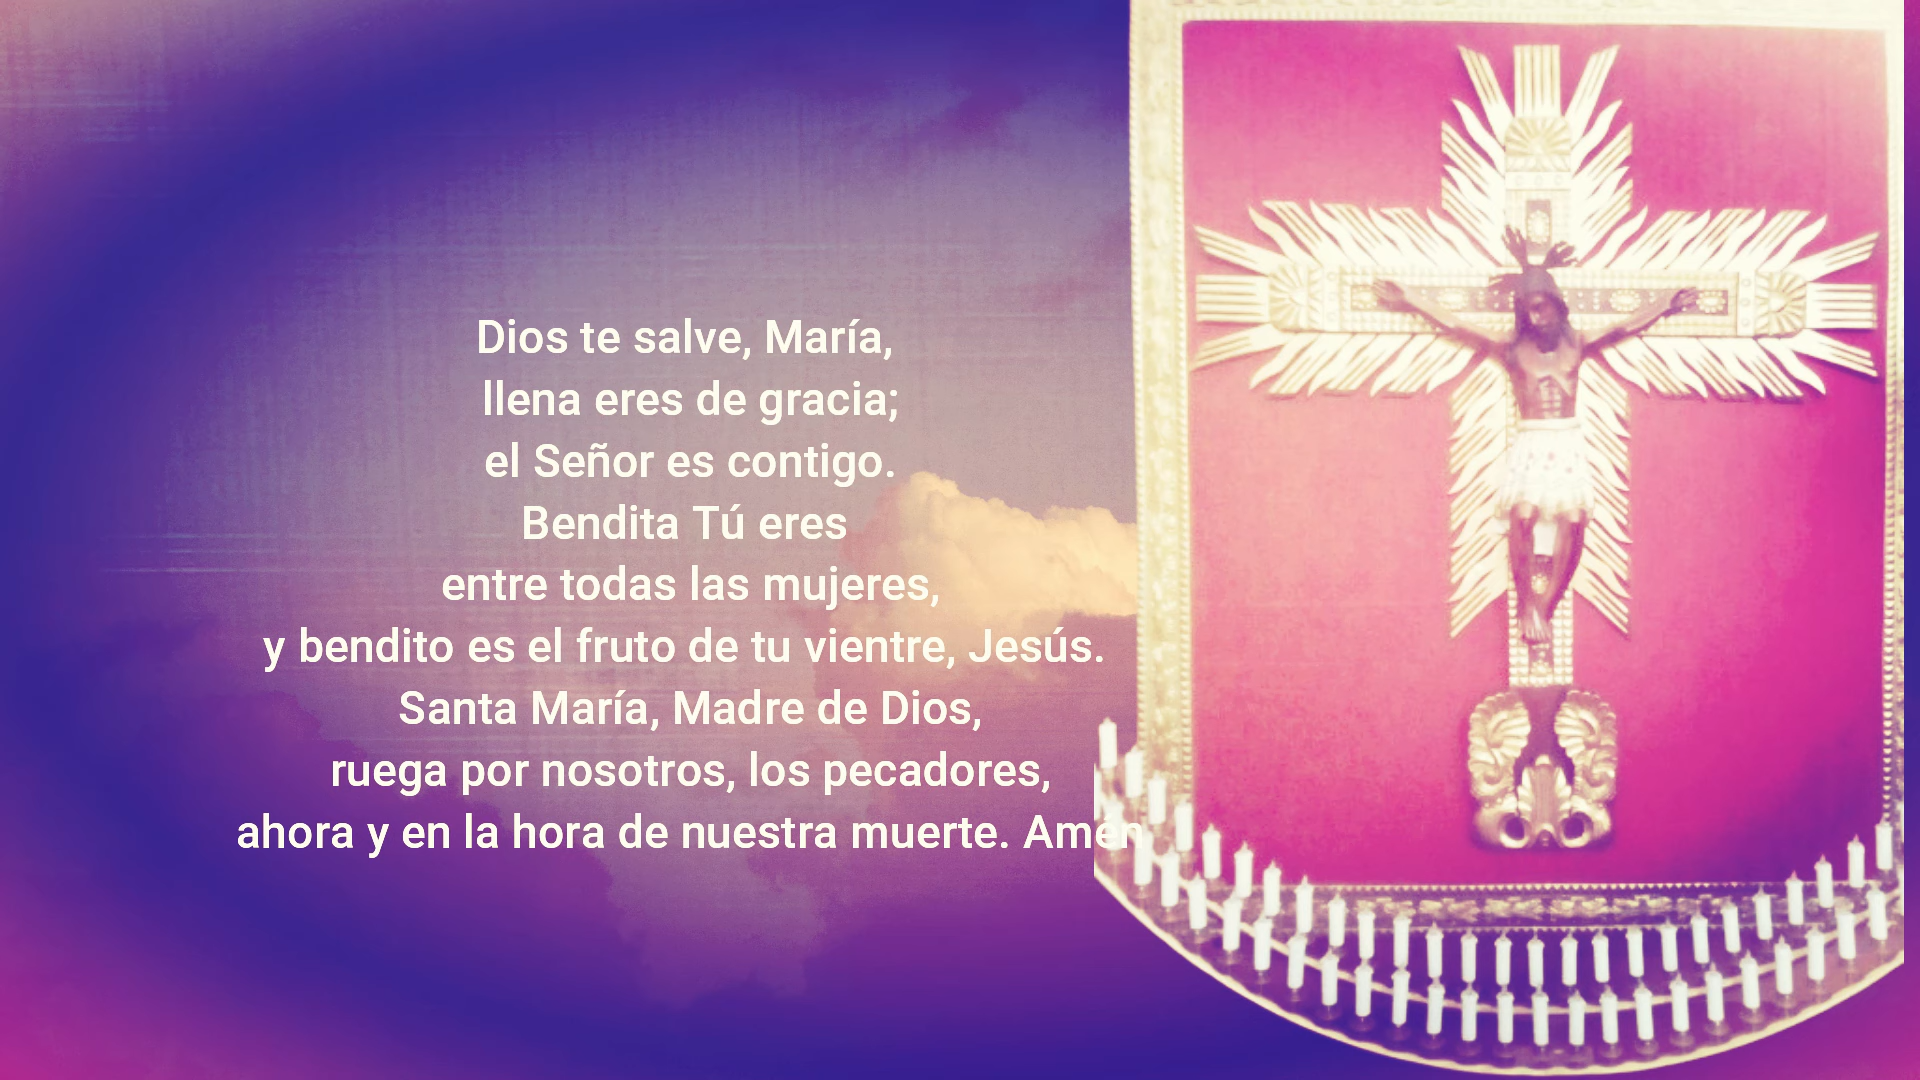 Dios te salve, María,
llena eres de gracia;
el Señor es contigo.
Bendita Tú eres
entre todas las mujeres,
y bendito es el fruto de tu vientre, Jesús.
Santa María, Madre de Dios,
ruega por nosotros, los pecadores,
ahora y en la hora de nuestra muerte. Amén